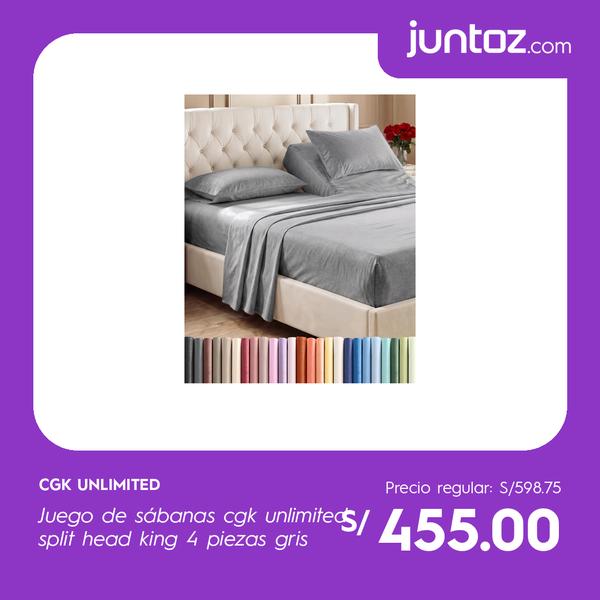 juntoz.com
CGK UNLIMITED
Juego de sábanas cgk unlimited
split head king 4 piezas gris
Precio regular: S/598.75
S/ 455.00